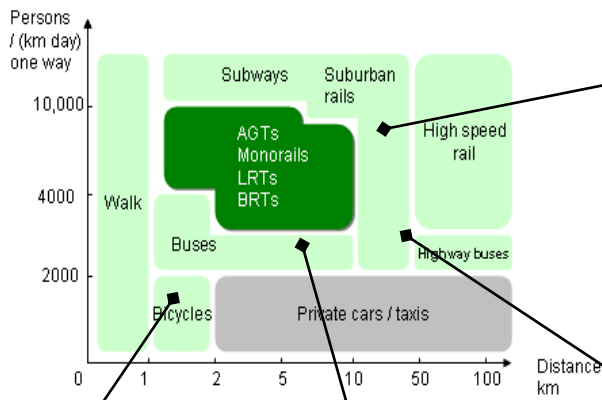 Persons
/ (km day)
one way
Subways
Suburban
rails
10,000
AGTs
Monorails
LRTs
BRTs
High speed
rail
4000
Walk
Buses
Highway buses
2000
Bicycles
Private cars / taxis
0
1
2
5
10
50
100
Distance
km